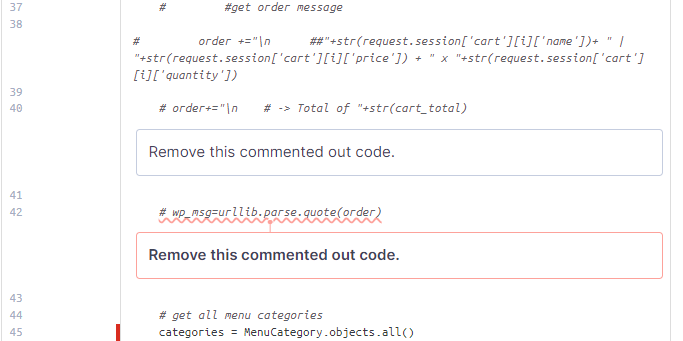 37 # #get order message
38
# order +="\n ##"+str(request.session['cart'][i]['name'])+ " |
"+str(request.session['cart'][i]['price']) + " x "+str(request.session['cart']
[i]['quantity'])
39
40 # order+="\n # -> Total of "+str(cart_total)
Remove this commented out code.
41
42 # wp_msg=urllib.parse.quote(order)
Remove this commented out code.
43
44 # get all menu categories
45 categories = MenuCategory.objects.all()